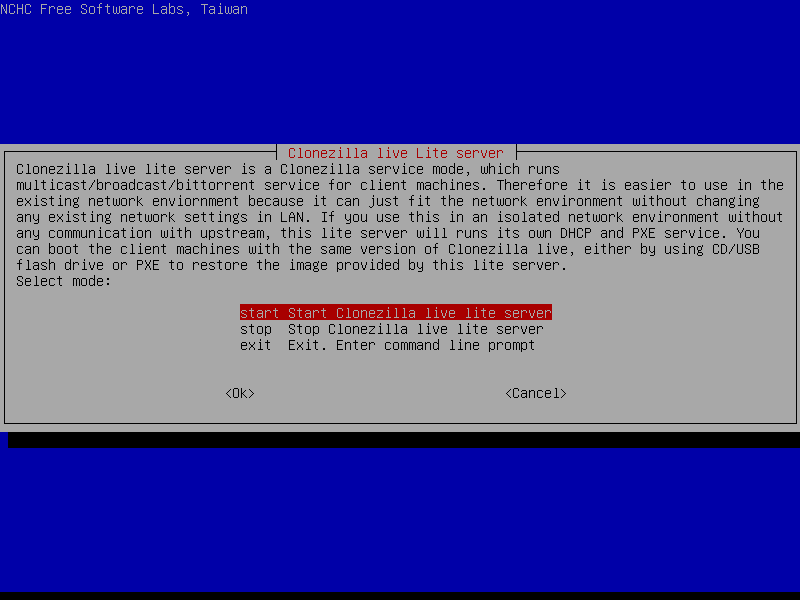 NCHC Free Software Labs, Taiwan
Clonezilla live Lite server
Clonezilla live lite server is a Clonezilla service mode, which runs
multicast/broadcast/bittorrent service for client machines. Therefore it is easier to use in the
existing network enviornment because it can just fit the network environment without changing
any existing network settings in LAN. If you use this in an isolated network environment without
any communication with upstream, this lite server will runs its own DHCP and PXE service. You
can boot the client machines with the same version of Clonezilla live, either by using CD/USB
flash drive or PXE to restore the image provided by this lite server.
Select mode:
start Start Clonezilla live lite server
stop  Stop Clonezilla live lite server
exit  Exit. Enter command line prompt
<Ok> <Cancel>